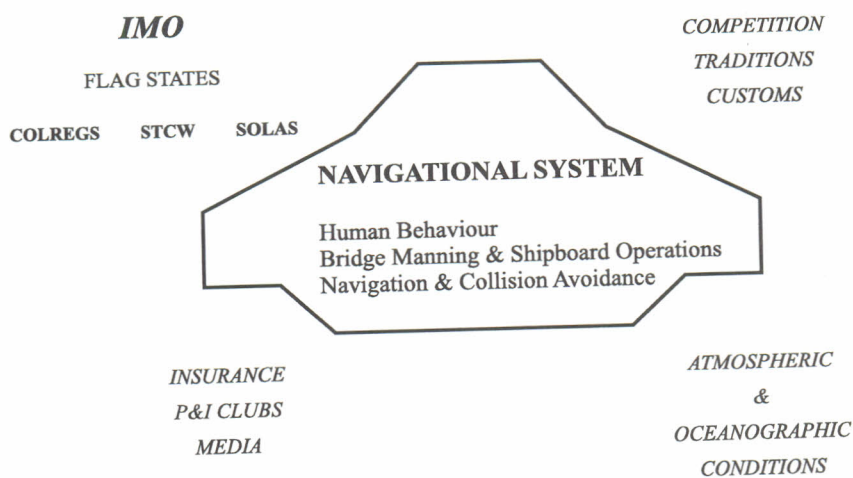 IMO
FLAG STATES
COLREGS STCW SOLAS
COMPETITION
TRADITIONS
CUSTOMS
NAVIGATIONAL SYSTEM
Human Behaviour
Bridge Manning & Shipboard Operations
Navigation & Collision Avoidance
INSURANCE
P&I CLUBS
MEDIA
ATMOSPHERIC
&
OCEANOGRAPHIC
CONDITIONS